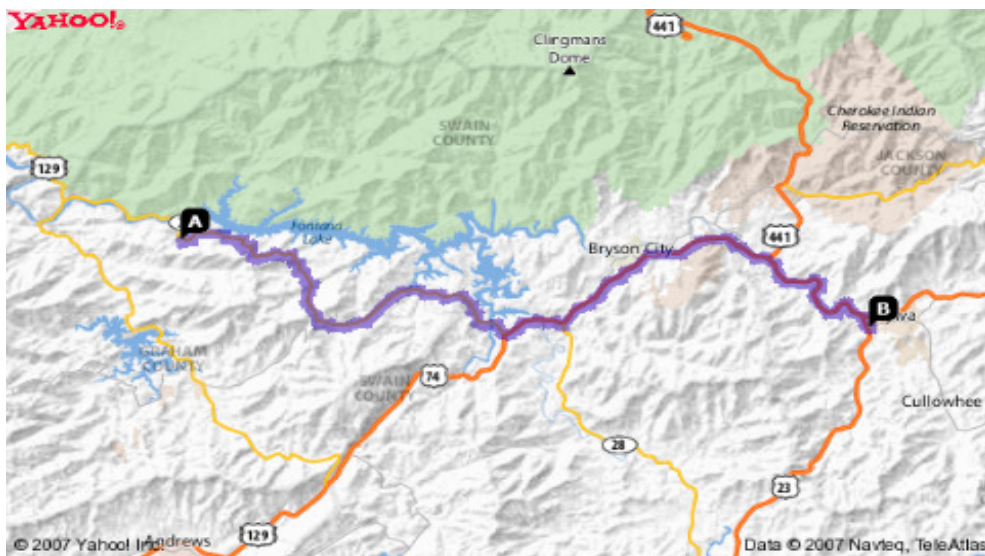 YAHOO!
441
Clingmans
Dome
Cherokee Indian
Reservation
SWAIN
COUNTY
JACKSON
COUNTY
129
A
Fontana
Lake
441
Bryson City
B
GRAHAM
COUNTY
SWAIN
COUNTY
74
Cullowhee
28
23
129
Andrews
© 2007 Yahoo! Inc.
Data © 2007 Navteq, TeleAtlas